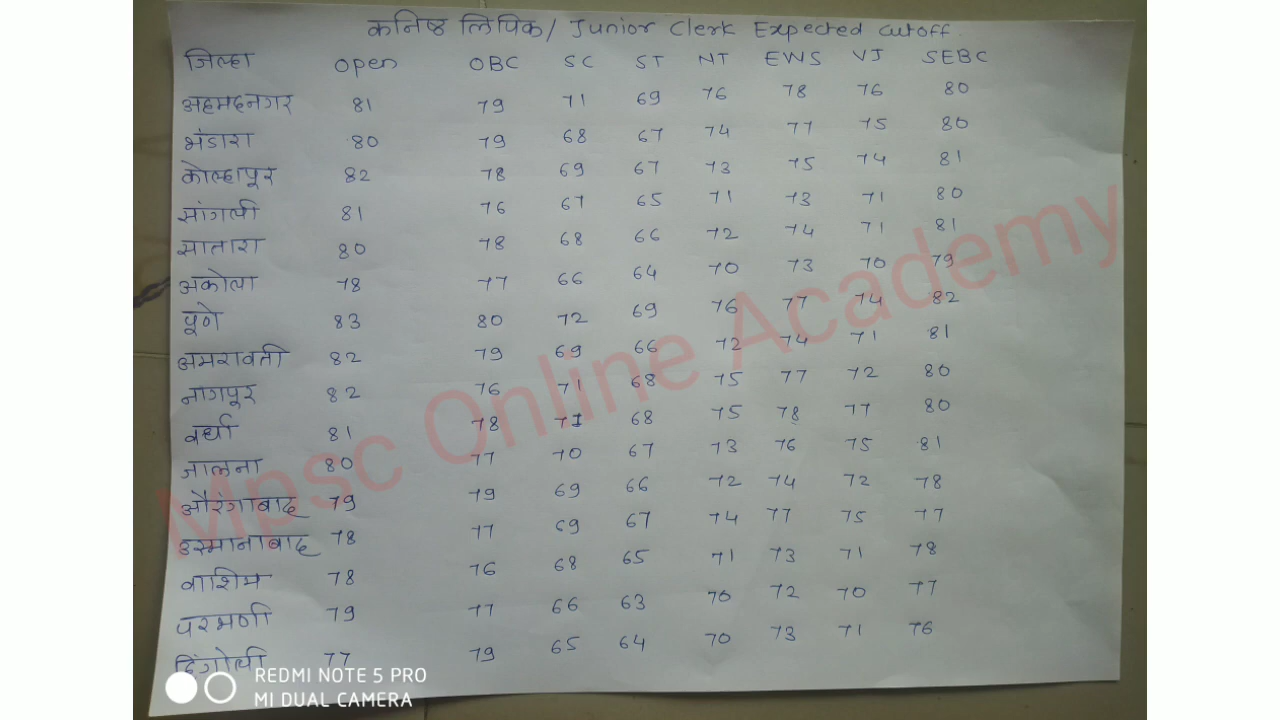 कनिष्ठ लिपिक/ Junior Clerk Expected cutoff
जिल्हा open OBC SC ST NT EWS VJ SEBC
अहमदनगर 81 79 71 69 76 78 76 80
भंडारा 80 79 68 67 74 77 75 80
कोल्हापूर 82 78 69 67 73 75 74 81
सांगली 81 76 67 65 71 73 71 80
सातारा 80 78 68 66 72 74 71 81
अकोला 78 77 66 64 70 73 70 79
पूणे 83 80 72 69 76 77 74 82
अमरावती 82 79 69 66 72 74 71 81
नागपूर 82 76 71 68 75 77 72 80
वर्धा 81 78 71 68 75 78 77 80
जालना 80 77 70 67 73 76 75 81
औरंगाबाद 79 79 69 66 72 74 72 78
उस्मानाबाद 78 77 69 67 74 77 75 77
वाशिम 78 76 68 65 71 73 71 78
परभणी 79 77 66 63 70 72 70 77
हिंगोली 77 79 65 64 70 73 71 76
Mpsc Online Academy
REDMI NOTE 5 PRO
MI DUAL CAMERA